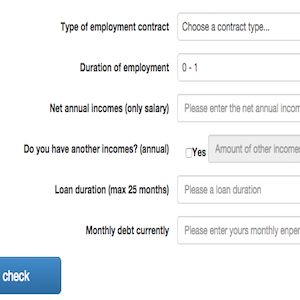 Type of employment contract Choose a contract type...
Duration of employment 0 - 1
Net annual incomes (only salary) Please enter the net annual incom
Do you have another incomes? (annual) Yes Amount of other incomes
Loan duration (max 25 months) Please a loan duration
Monthly debt currently Please enter yours monthly enpen
check